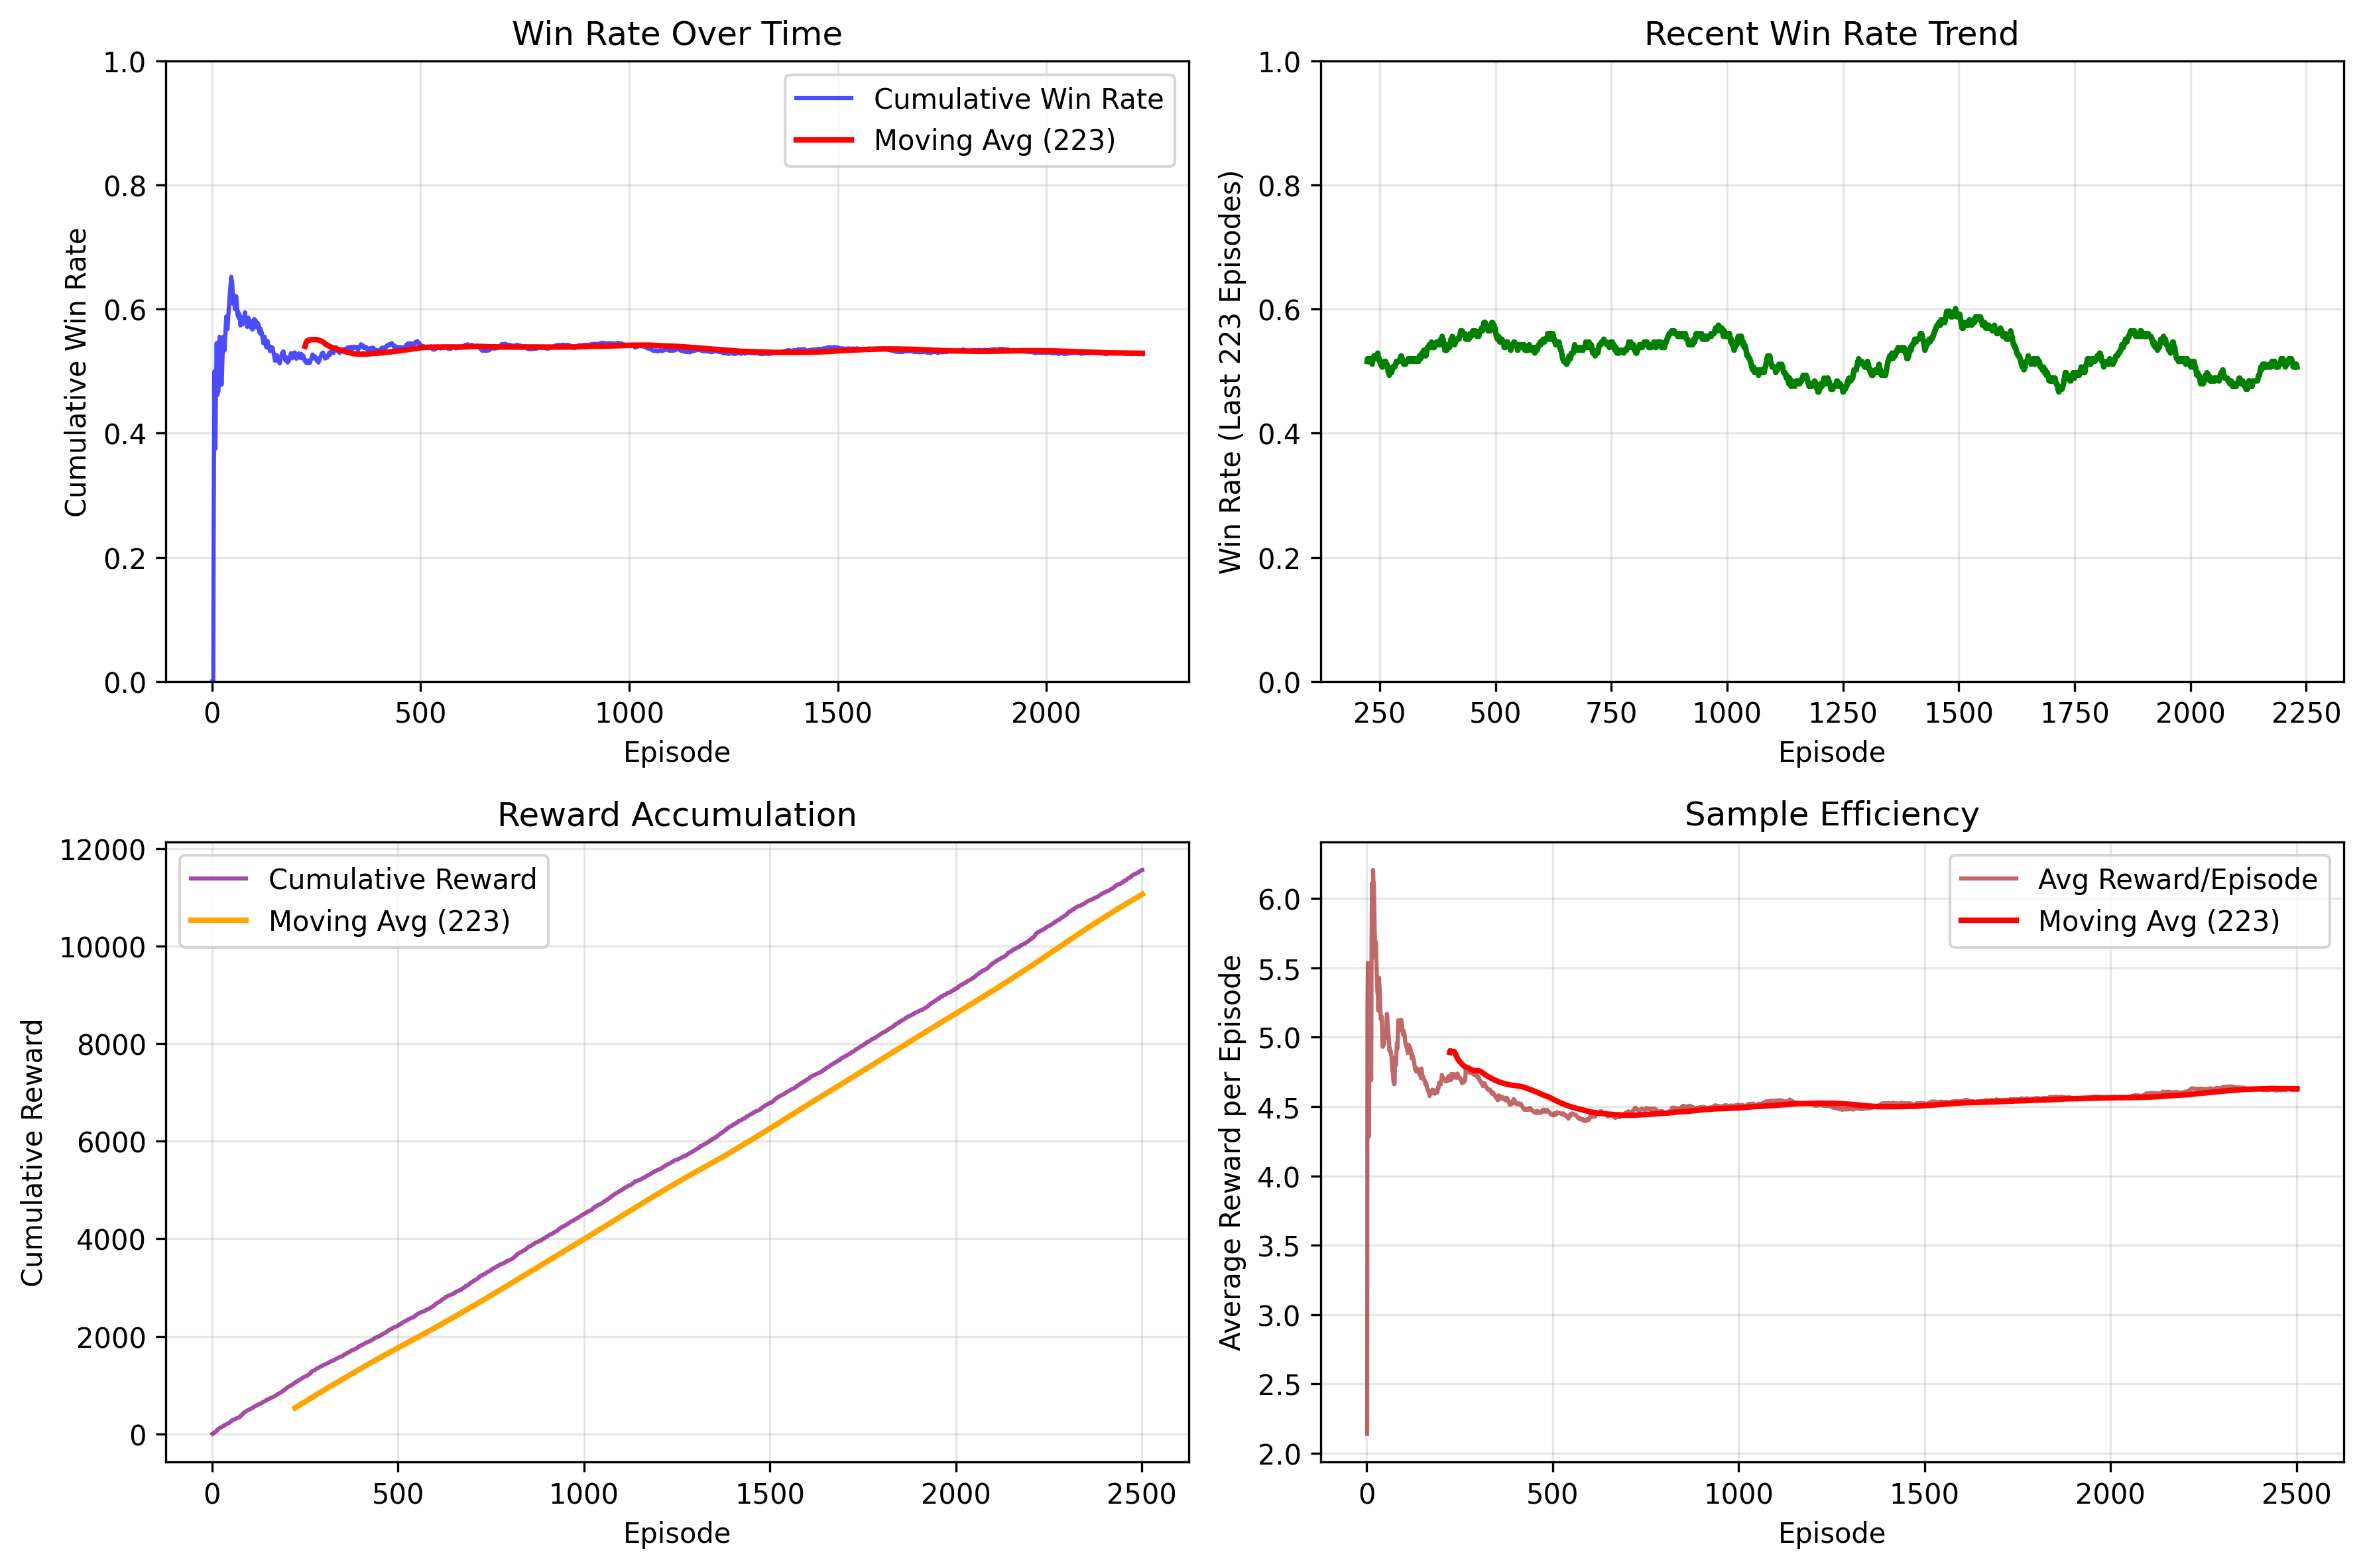 Win Rate Over Time
1.0
0.8
0.6
0.4
0.2
0.0
Cumulative Win Rate
Cumulative Win Rate
Moving Avg (223)
0 500 1000 1500 2000
Episode
Recent Win Rate Trend
1.0
0.8
0.6
0.4
0.2
0.0
Win Rate (Last 223 Episodes)
250 500 750 1000 1250 1500 1750 2000 2250
Episode
Reward Accumulation
12000
10000
8000
6000
4000
2000
0
Cumulative Reward
Cumulative Reward
Moving Avg (223)
0 500 1000 1500 2000 2500
Episode
Sample Efficiency
6.0
5.5
5.0
4.5
4.0
3.5
3.0
2.5
2.0
Average Reward per Episode
Avg Reward/Episode
Moving Avg (223)
0 500 1000 1500 2000 2500
Episode